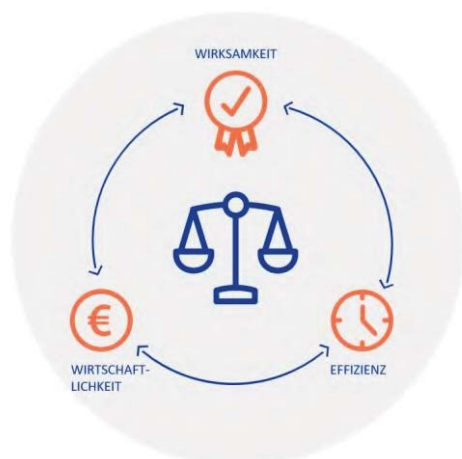 WIRKSAMKEIT
€
WIRTSCHAFT-
LICHKEIT
EFFIZIENZ